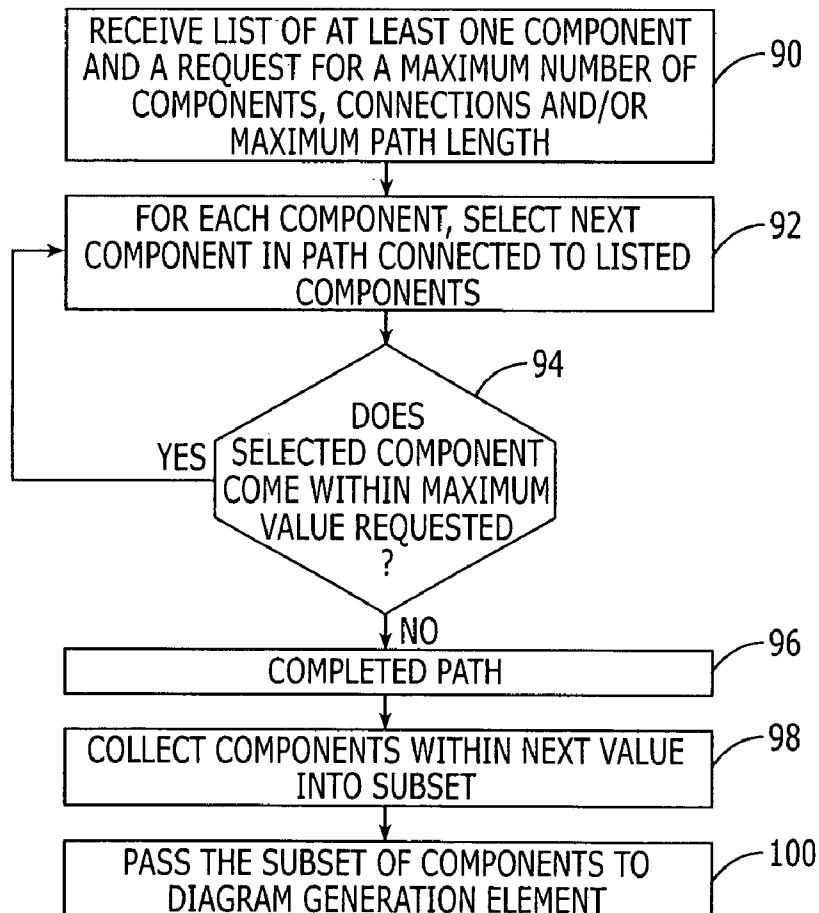 RECEIVE LIST OF AT LEAST ONE COMPONENT
AND A REQUEST FOR A MAXIMUM NUMBER OF
COMPONENTS, CONNECTIONS AND/OR
MAXIMUM PATH LENGTH
90
FOR EACH COMPONENT, SELECT NEXT
COMPONENT IN PATH CONNECTED TO LISTED
COMPONENTS
92
94
DOES
SELECTED COMPONENT
COME WITHIN MAXIMUM
VALUE REQUESTED
?
YES
NO
COMPLETED PATH
96
COLLECT COMPONENTS WITHIN NEXT VALUE
INTO SUBSET
98
PASS THE SUBSET OF COMPONENTS TO
DIAGRAM GENERATION ELEMENT
100